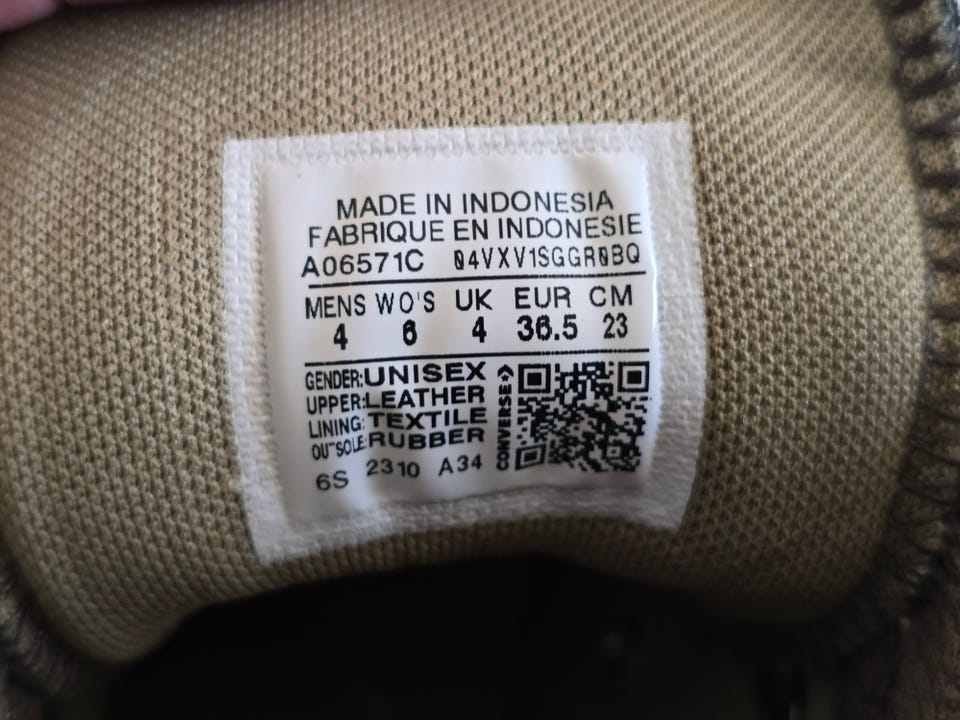 MADE IN INDONESIA
FABRIQUE EN INDONESIE
A06571C 04VXV1SGGR0BQ
MENS WO'S UK EUR CM
4 6 4 36.5 23
GENDER:UNISEX
UPPER:LEATHER
LINING:TEXTILE
OUTSOLE:RUBBER
6S 2310 A34
CONVERSE